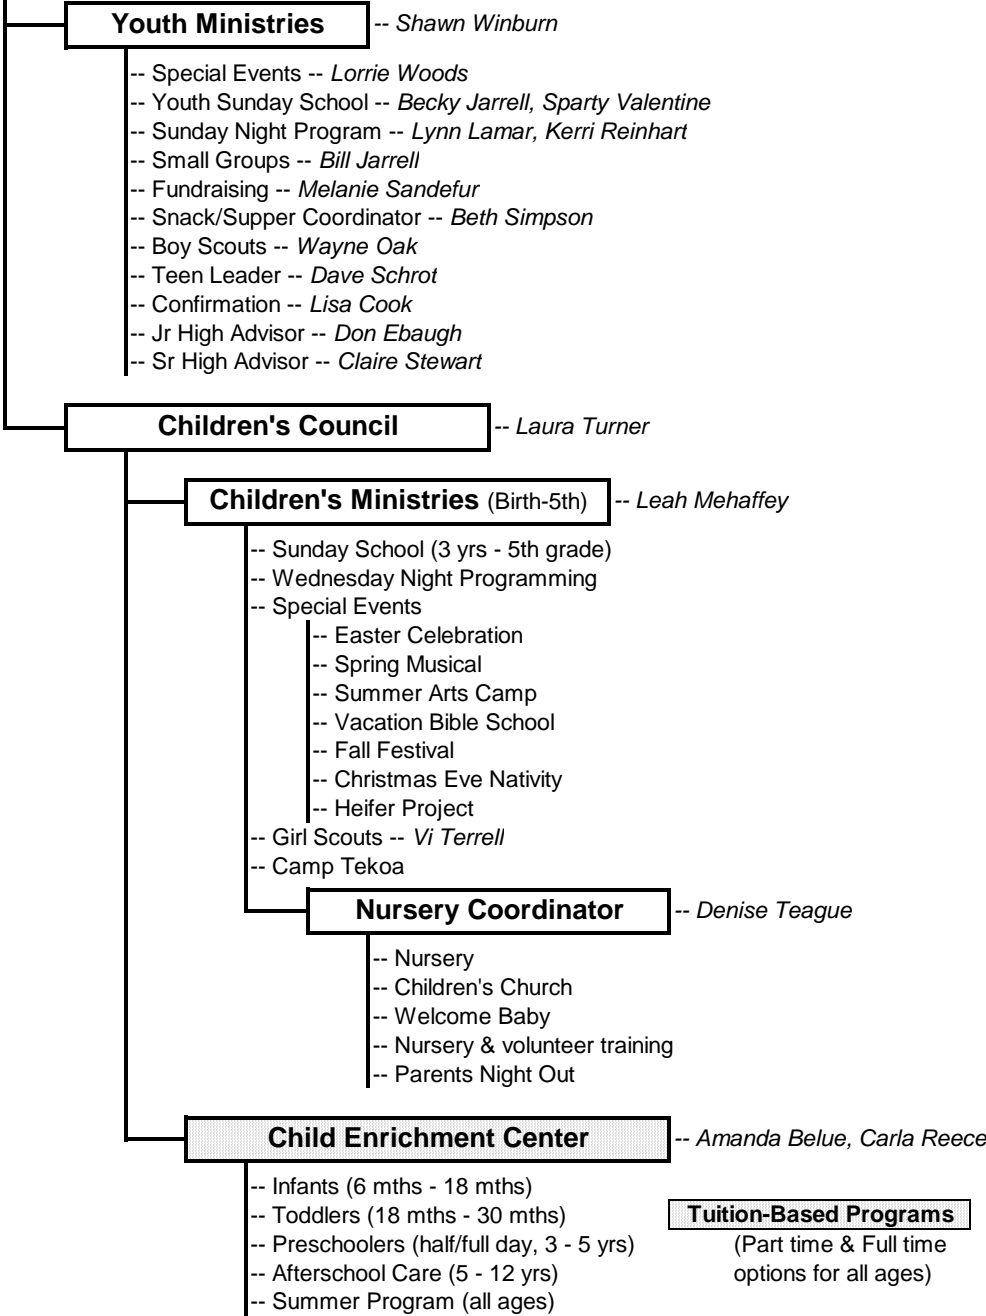 Youth Ministries -- Shawn Winburn
-- Special Events -- Lorrie Woods
-- Youth Sunday School -- Becky Jarrell, Sparty Valentine
-- Sunday Night Program -- Lynn Lamar, Kerri Reinhart
-- Small Groups -- Bill Jarrell
-- Fundraising -- Melanie Sandefur
-- Snack/Supper Coordinator -- Beth Simpson
-- Boy Scouts -- Wayne Oak
-- Teen Leader -- Dave Schrot
-- Confirmation -- Lisa Cook
-- Jr High Advisor -- Don Ebaugh
-- Sr High Advisor -- Claire Stewart
Children's Council -- Laura Turner
Children's Ministries (Birth-5th) -- Leah Mehaffey
-- Sunday School (3 yrs - 5th grade)
-- Wednesday Night Programming
-- Special Events
-- Easter Celebration
-- Spring Musical
-- Summer Arts Camp
-- Vacation Bible School
-- Fall Festival
-- Christmas Eve Nativity
-- Heifer Project
-- Girl Scouts -- Vi Terrell
-- Camp Tekoa
Nursery Coordinator -- Denise Teague
-- Nursery
-- Children's Church
-- Welcome Baby
-- Nursery & volunteer training
-- Parents Night Out
Child Enrichment Center -- Amanda Belue, Carla Reece
-- Infants (6 mths - 18 mths)
-- Toddlers (18 mths - 30 mths)
-- Preschoolers (half/full day, 3 - 5 yrs)
-- Afterschool Care (5 - 12 yrs)
-- Summer Program (all ages)
Tuition-Based Programs
(Part time & Full time
options for all ages)